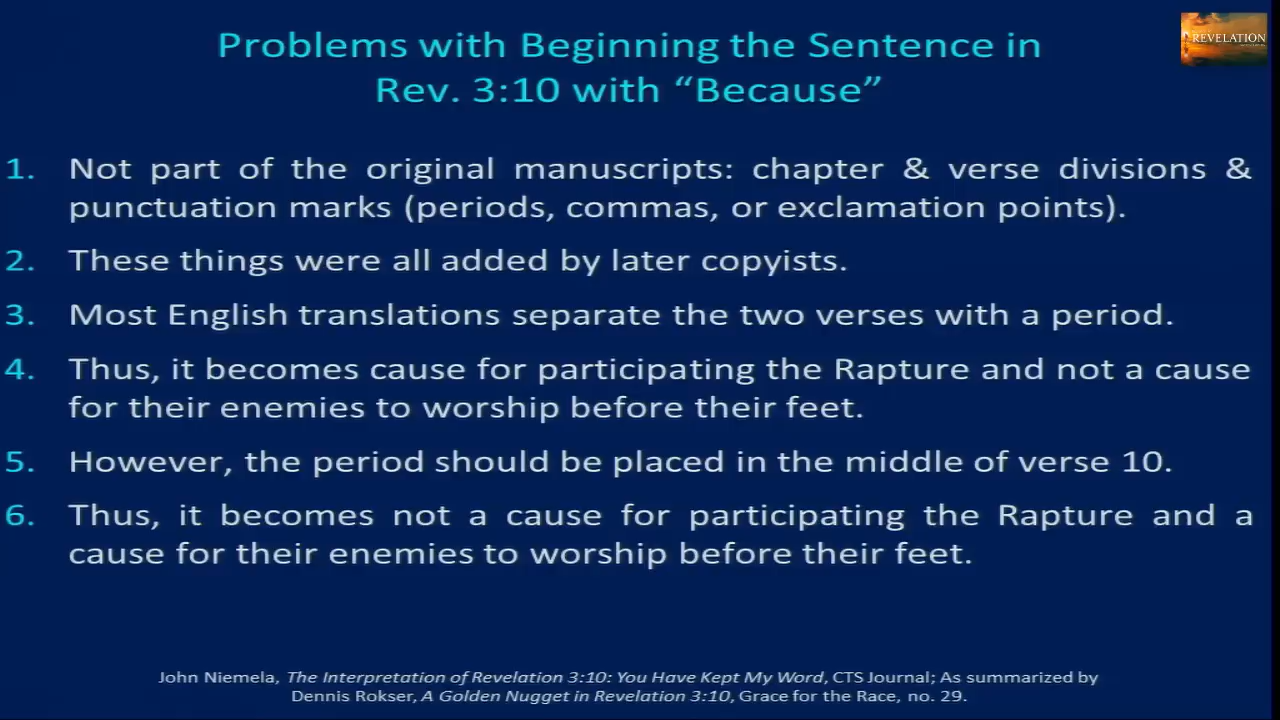 Problems with Beginning the Sentence in
Rev. 3:10 with “Because”
REVELATION
1. Not part of the original manuscripts: chapter & verse divisions &
punctuation marks (periods, commas, or exclamation points).
2. These things were all added by later copyists.
3. Most English translations separate the two verses with a period.
4. Thus, it becomes cause for participating the Rapture and not a cause
for their enemies to worship before their feet.
5. However, the period should be placed in the middle of verse 10.
6. Thus, it becomes not a cause for participating the Rapture and a
cause for their enemies to worship before their feet.
John Niemela, The Interpretation of Revelation 3:10: You Have Kept My Word, CTS Journal; As summarized by
Dennis Rokser, A Golden Nugget in Revelation 3:10, Grace for the Race, no. 29.